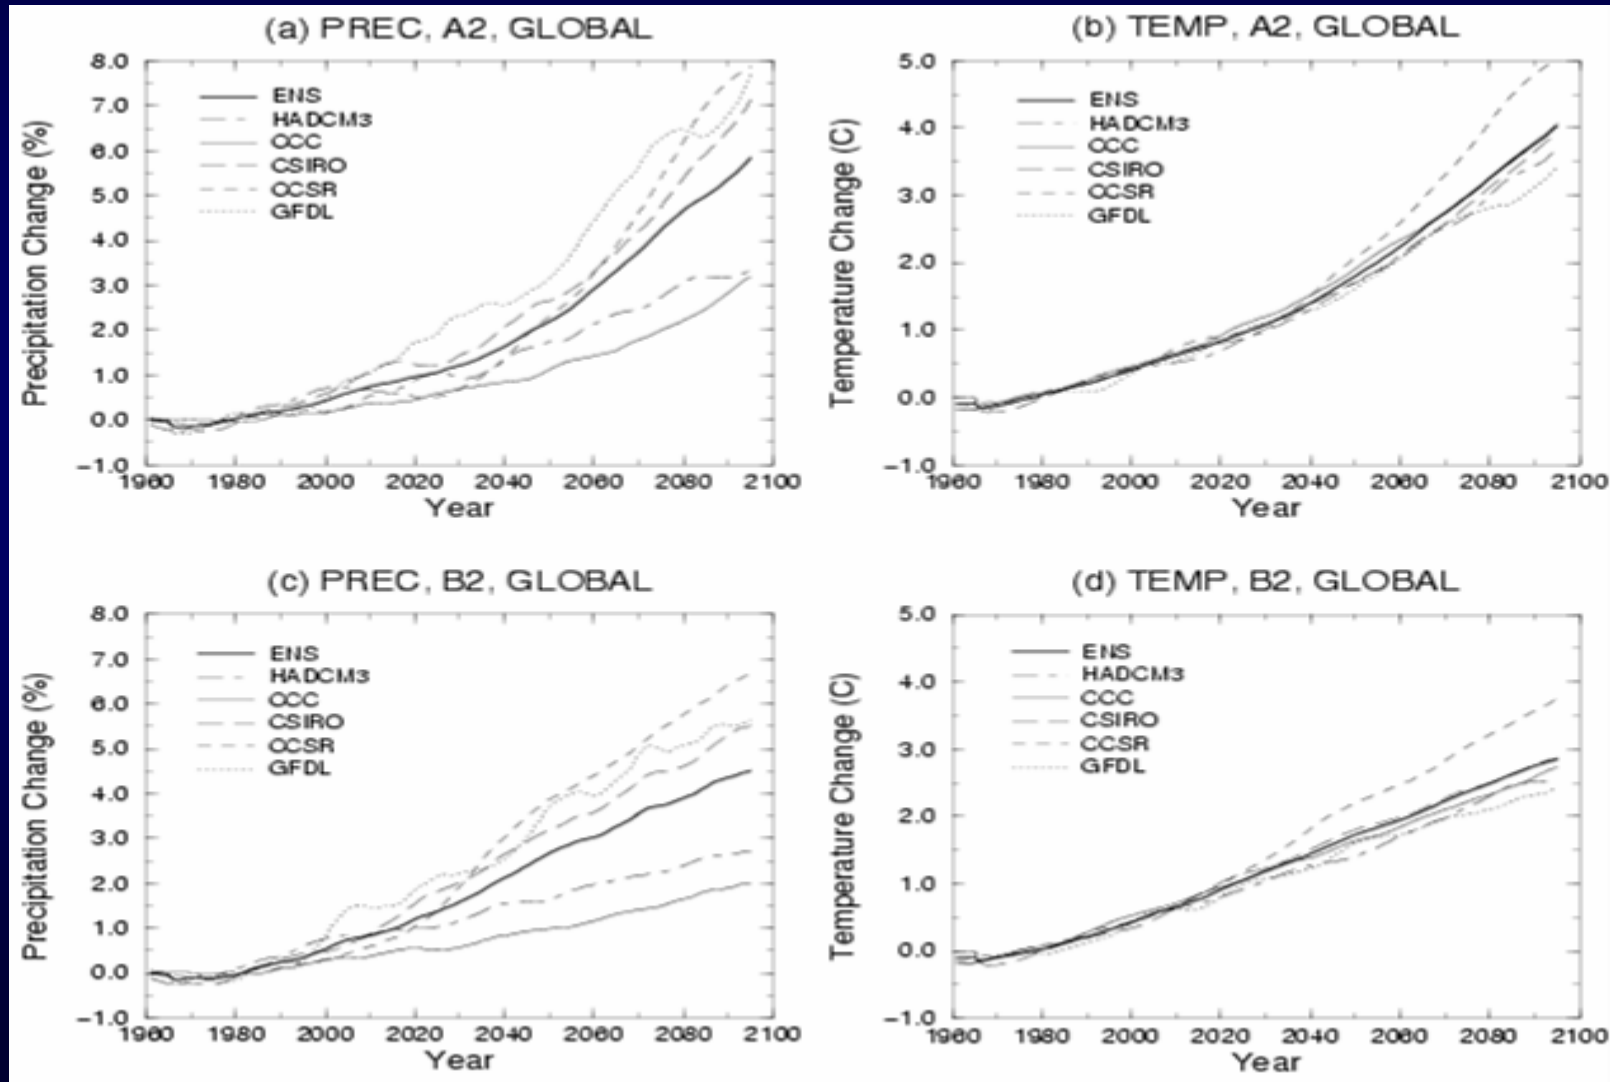 (a) PREC, A2, GLOBAL
Precipitation Change (%)
8.0
7.0
6.0
5.0
4.0
3.0
2.0
1.0
0.0
−1.0
ENS
HADCM3
CCC
CSIRO
CCSR
GFDL
1960 1980 2000 2020 2040 2060 2080 2100
Year
(b) TEMP, A2, GLOBAL
Temperature Change (C)
5.0
4.0
3.0
2.0
1.0
0.0
−1.0
ENS
HADCM3
CCC
CSIRO
CCSR
GFDL
1960 1980 2000 2020 2040 2060 2080 2100
Year
(c) PREC, B2, GLOBAL
Precipitation Change (%)
8.0
7.0
6.0
5.0
4.0
3.0
2.0
1.0
0.0
−1.0
ENS
HADCM3
CCC
CSIRO
CCSR
GFDL
1960 1980 2000 2020 2040 2060 2080 2100
Year
(d) TEMP, B2, GLOBAL
Temperature Change (C)
5.0
4.0
3.0
2.0
1.0
0.0
−1.0
ENS
HADCM3
CCC
CSIRO
CCSR
GFDL
1960 1980 2000 2020 2040 2060 2080 2100
Year